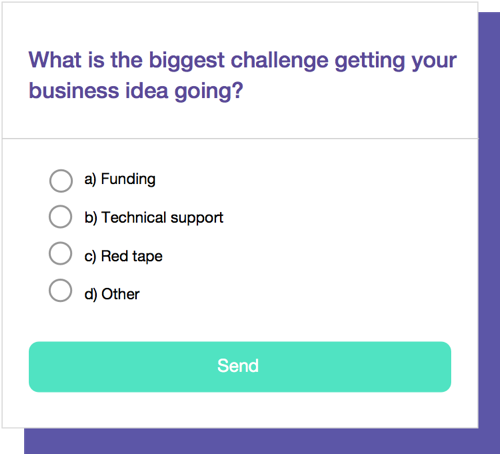 What is the biggest challenge getting your
business idea going?
a) Funding
b) Technical support
c) Red tape
d) Other
Send